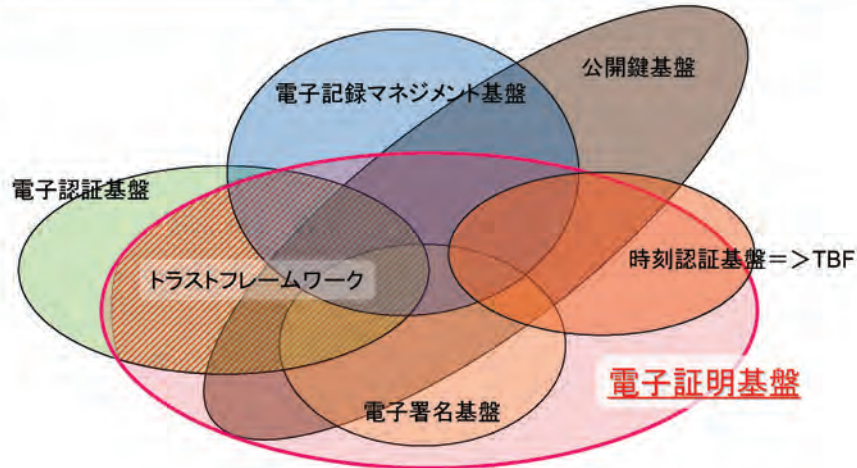 公開鍵基盤
電子記録マネジメント基盤
電子認証基盤
時刻認証基盤=>TBF
トラストフレームワーク
電子証明基盤
電子署名基盤